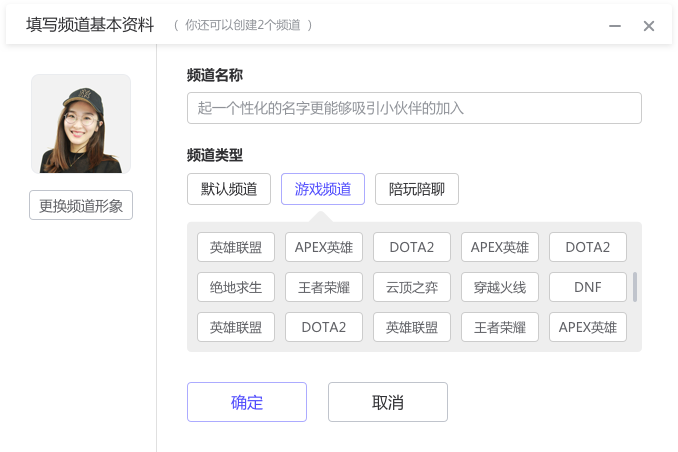 填写频道基本资料 （ 你还可以创建2个频道 ）
更换频道形象
频道名称
起一个性化的名字更能够吸引小伙伴的加入
频道类型
默认频道 游戏频道 陪玩陪聊
英雄联盟 APEX英雄 DOTA2 APEX英雄 DOTA2
绝地求生 王者荣耀 云顶之弈 穿越火线 DNF
英雄联盟 DOTA2 英雄联盟 王者荣耀 APEX英雄
确定 取消